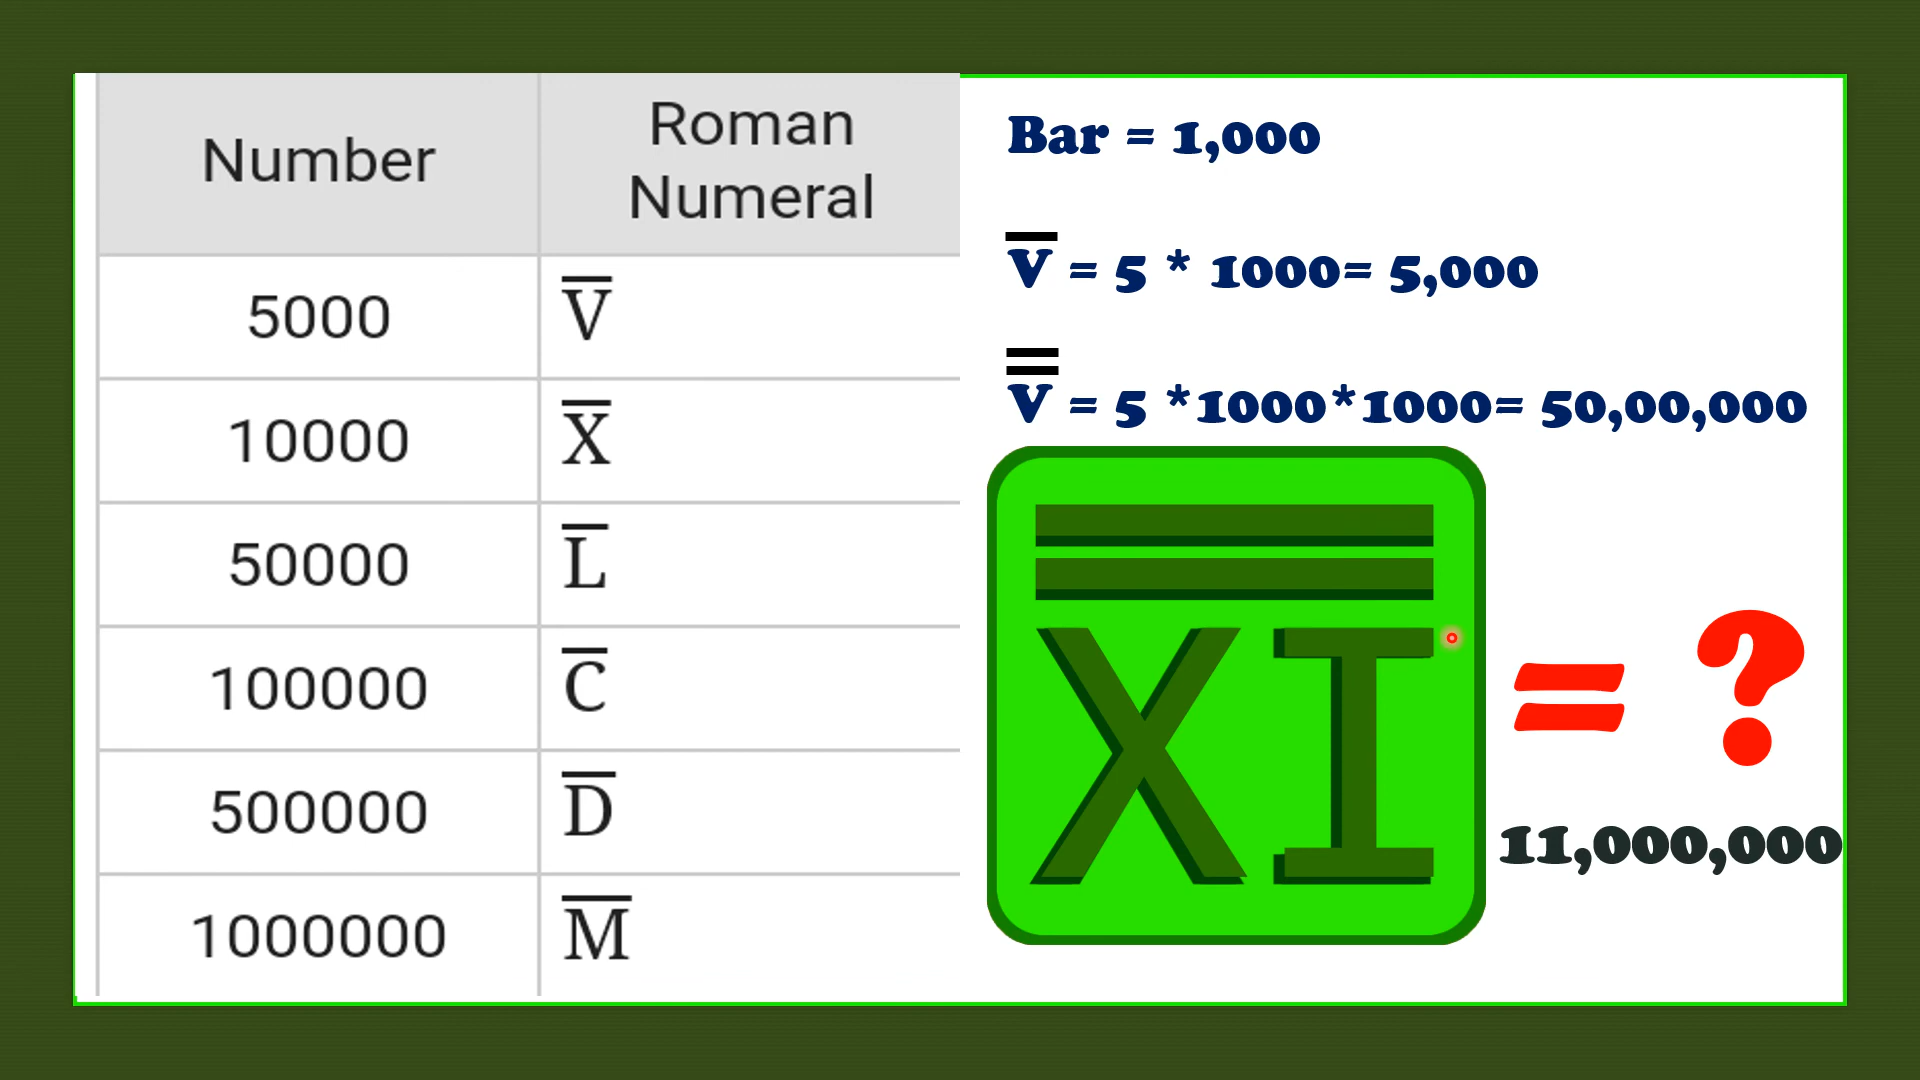 Number
Roman
Numeral
5000
V̅
10000
X̅
50000
L̅
100000
C̅
500000
D̅
1000000
M̅
Bar = 1,000
V̅ = 5 * 1000= 5,000
V̿ = 5 *1000*1000= 50,00,000
X̿I̿
= ?
11,000,000